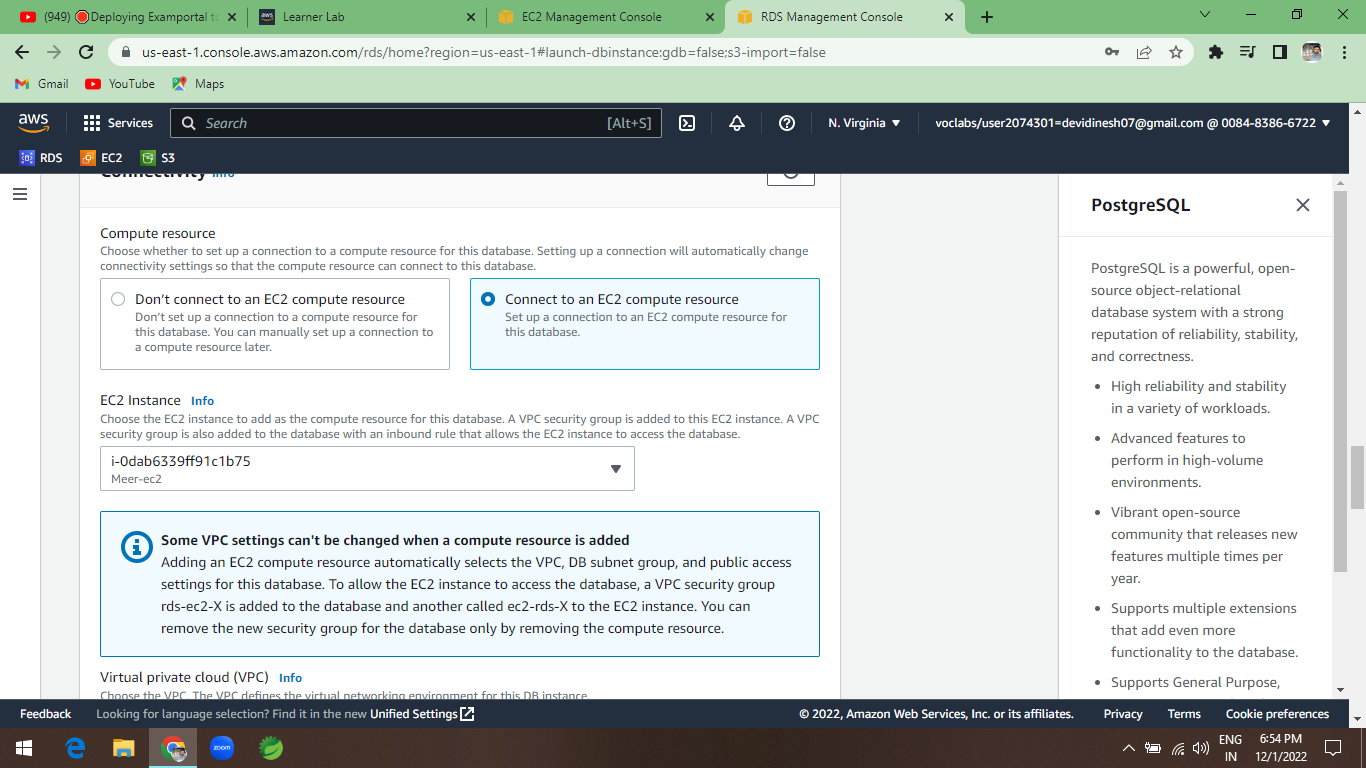 (949) 🔴Deploying Examportal to
Learner Lab
EC2 Management Console
RDS Management Console
us-east-1.console.aws.amazon.com/rds/home?region=us-east-1#launch-dbinstance:gdb=false;s3-import=false
Gmail
YouTube
Maps
aws
Services
Search
[Alt+S]
N. Virginia
voclabs/user2074301=devidinesh07@gmail.com @ 0084-8386-6722
RDS
EC2
S3
Connectivity Info
Compute resource
Choose whether to set up a connection to a compute resource for this database. Setting up a connection will automatically change
connectivity settings so that the compute resource can connect to this database.
Don't connect to an EC2 compute resource
Don't set up a connection to a compute resource for
this database. You can manually set up a connection to
a compute resource later.
Connect to an EC2 compute resource
Set up a connection to an EC2 compute resource for
this database.
EC2 Instance Info
Choose the EC2 instance to add as the compute resource for this database. A VPC security group is added to this EC2 instance. A VPC
security group is also added to the database with an inbound rule that allows the EC2 instance to access the database.
i-0dab6339ff91c1b75
Meer-ec2
Some VPC settings can't be changed when a compute resource is added
Adding an EC2 compute resource automatically selects the VPC, DB subnet group, and public access
settings for this database. To allow the EC2 instance to access the database, a VPC security group
rds-ec2-X is added to the database and another called ec2-rds-X to the EC2 instance. You can
remove the new security group for the database only by removing the compute resource.
Virtual private cloud (VPC) Info
Choose the VPC. The VPC defines the virtual networking environment for this DB instance.
PostgreSQL
PostgreSQL is a powerful, open-
source object-relational
database system with a strong
reputation of reliability, stability,
and correctness.
• High reliability and stability
in a variety of workloads.
• Advanced features to
perform in high-volume
environments.
• Vibrant open-source
community that releases new
features multiple times per
year.
• Supports multiple extensions
that add even more
functionality to the database.
• Supports General Purpose,
Feedback
Looking for language selection? Find it in the new Unified Settings
© 2022, Amazon Web Services, Inc. or its affiliates.
Privacy
Terms
Cookie preferences
zoom
ENG
IN
6:54 PM
12/1/2022